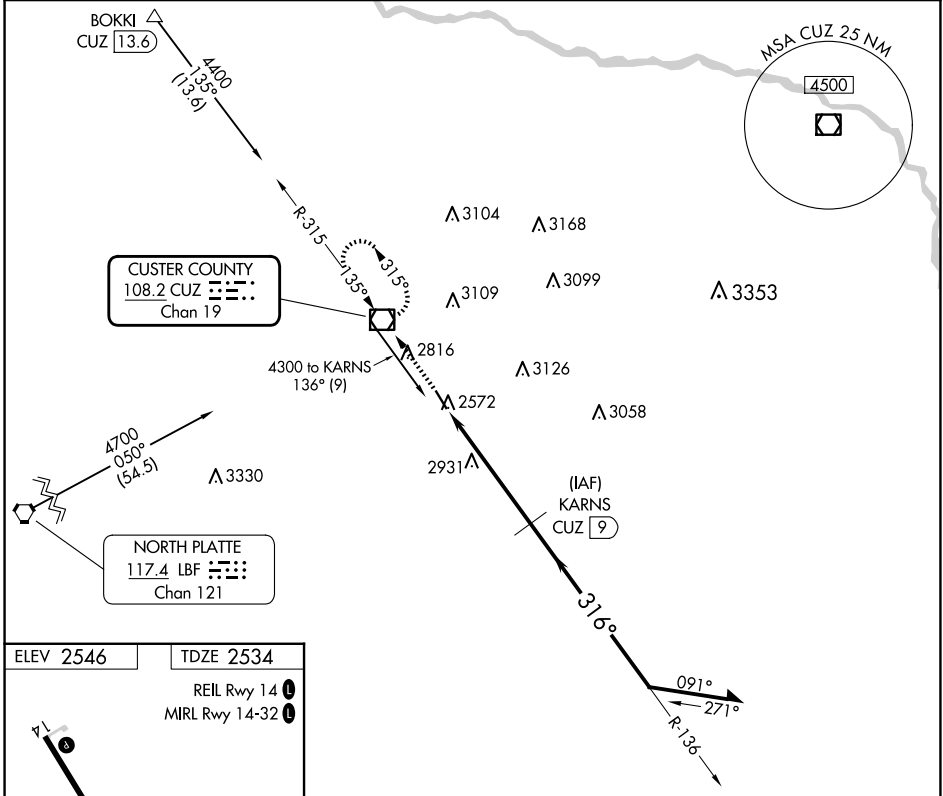 BOKKI
CUZ 13.6
4400
135°
(13.6)
MSA CUZ 25 NM
4500
R-315
135°
315°
3104
3168
3109
3099
3353
CUSTER COUNTY
108.2 CUZ
Chan 19
2816
4300 to KARNS
136° (9)
3126
2572
3058
4700
050°
(54.5)
3330
2931
(IAF)
KARNS
CUZ 9
NORTH PLATTE
117.4 LBF
Chan 121
316°
091°
271°
R-136
ELEV 2546
TDZE 2534
REIL Rwy 14 L
MIRL Rwy 14-32 L
14
P